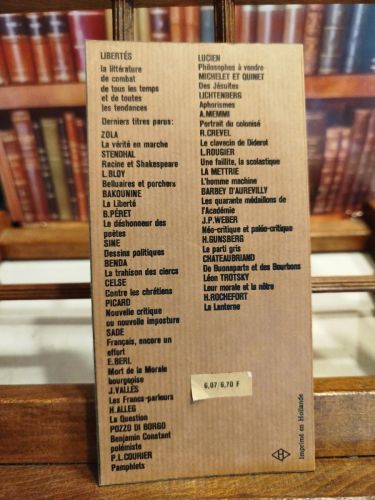 LIBERTÉS
la littérature
de combat
de tous les temps
et de toutes
les tendances
Derniers titres parus:
ZOLA
La vérité en marche
STENDHAL
Racine et Shakespeare
L.BLOY
Belluaires et porchers
BAKOUNINE
La Liberté
B.PÉRET
Le déshonneur des
poètes
SINE
Dessins politiques
BENDA
La trahison des clercs
CELSE
Contre les chrétiens
PICARD
Nouvelle critique
ou nouvelle imposture
SADE
Français, encore un
effort
E.BERL
Mort de la Morale
bourgeoise
J.VALLÈS
Les Francs-parleurs
H.ALLEG
La Question
POZZO DI BORGO
Benjamin Constant
polémiste
P.L.COURIER
Pamphlets
LUCIEN
Philosophes à vendre
MICHELET ET QUINET
Des Jésuites
LICHTENBERG
Aphorismes
A.MEMMI
Portrait du colonisé
R.CREVEL
Le clavecin de Diderot
L.ROUGIER
Une faillite, la scolastique
LA METTRIE
L'homme machine
BARBEY D'AUREVILLY
Les quarante médaillons de
l'Académie
J.P.WEBER
Néo-critique et paléo-critique
H.GUNSBERG
Le parti gris
CHATEAUBRIAND
De Buonaparte et des Bourbons
Léon TROTSKY
Leur morale et la nôtre
H.ROCHEFORT
La Lanterne
6,07/6,70 F
Imprimé en Hollande